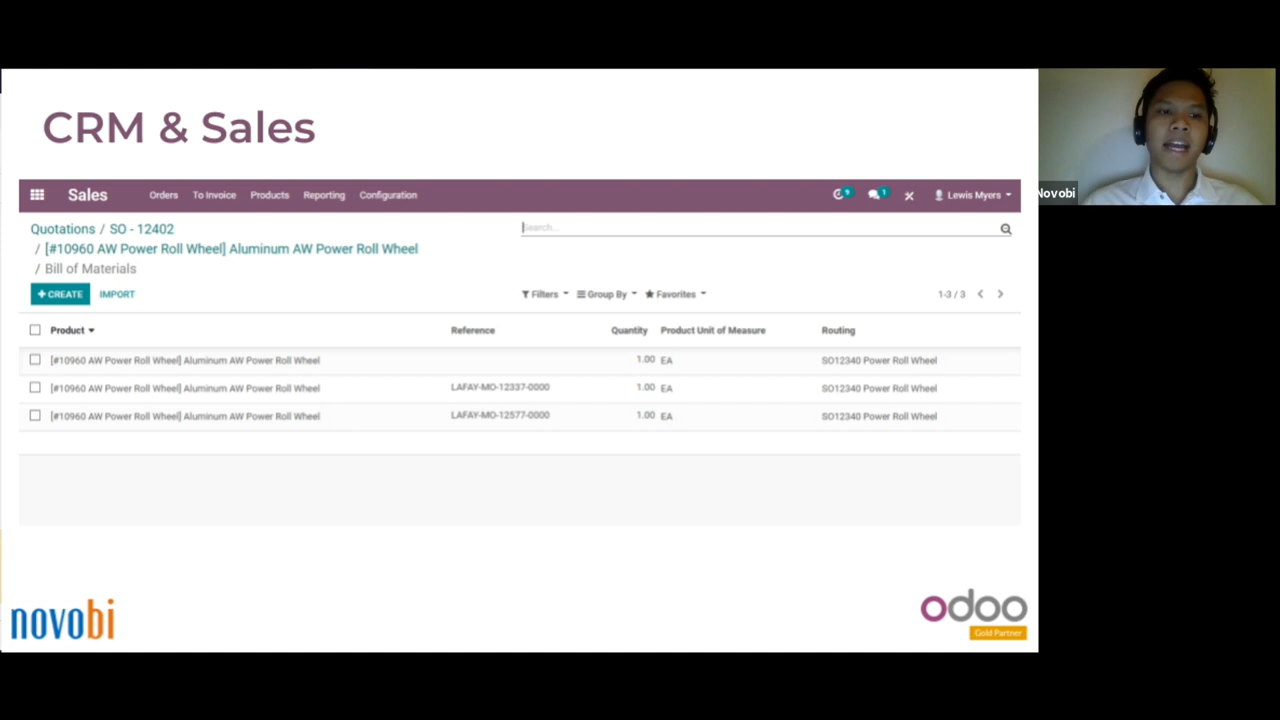 CRM & Sales
Sales Orders To Invoice Products Reporting Configuration 9 1 Lewis Myers
Quotations / SO - 12402
/ [#10960 AW Power Roll Wheel] Aluminum AW Power Roll Wheel
/ Bill of Materials
Search...
+ CREATE IMPORT Filters Group By Favorites 1-3 / 3
Product Reference Quantity Product Unit of Measure Routing
[#10960 AW Power Roll Wheel] Aluminum AW Power Roll Wheel 1.00 EA SO12340 Power Roll Wheel
[#10960 AW Power Roll Wheel] Aluminum AW Power Roll Wheel LAFAY-MO-12337-0000 1.00 EA SO12340 Power Roll Wheel
[#10960 AW Power Roll Wheel] Aluminum AW Power Roll Wheel LAFAY-MO-12577-0000 1.00 EA SO12340 Power Roll Wheel
novobi
odoo
Gold Partner
Novobi